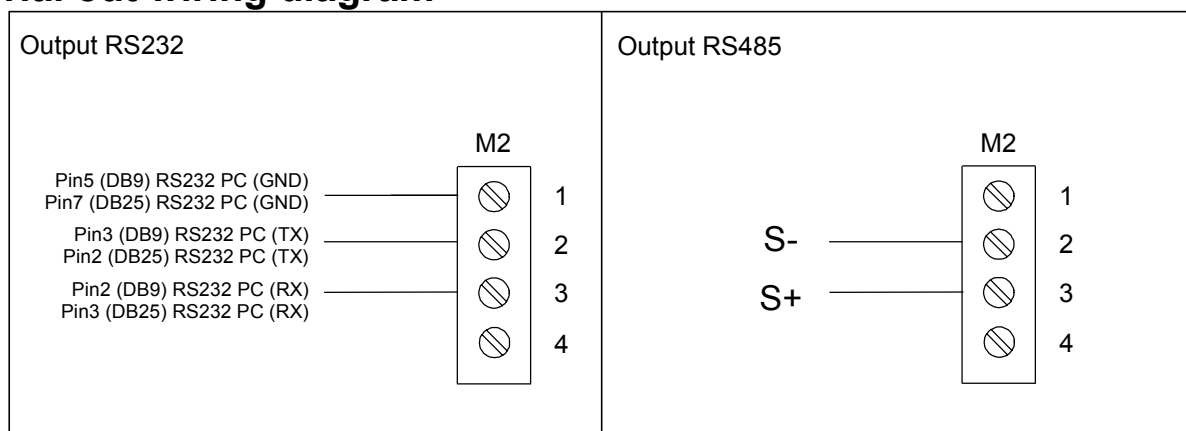 Output RS232
M2
Pin5 (DB9) RS232 PC (GND)
Pin7 (DB25) RS232 PC (GND)
1
Pin3 (DB9) RS232 PC (TX)
Pin2 (DB25) RS232 PC (TX)
2
Pin2 (DB9) RS232 PC (RX)
Pin3 (DB25) RS232 PC (RX)
3
4
Output RS485
M2
1
S-
2
S+
3
4